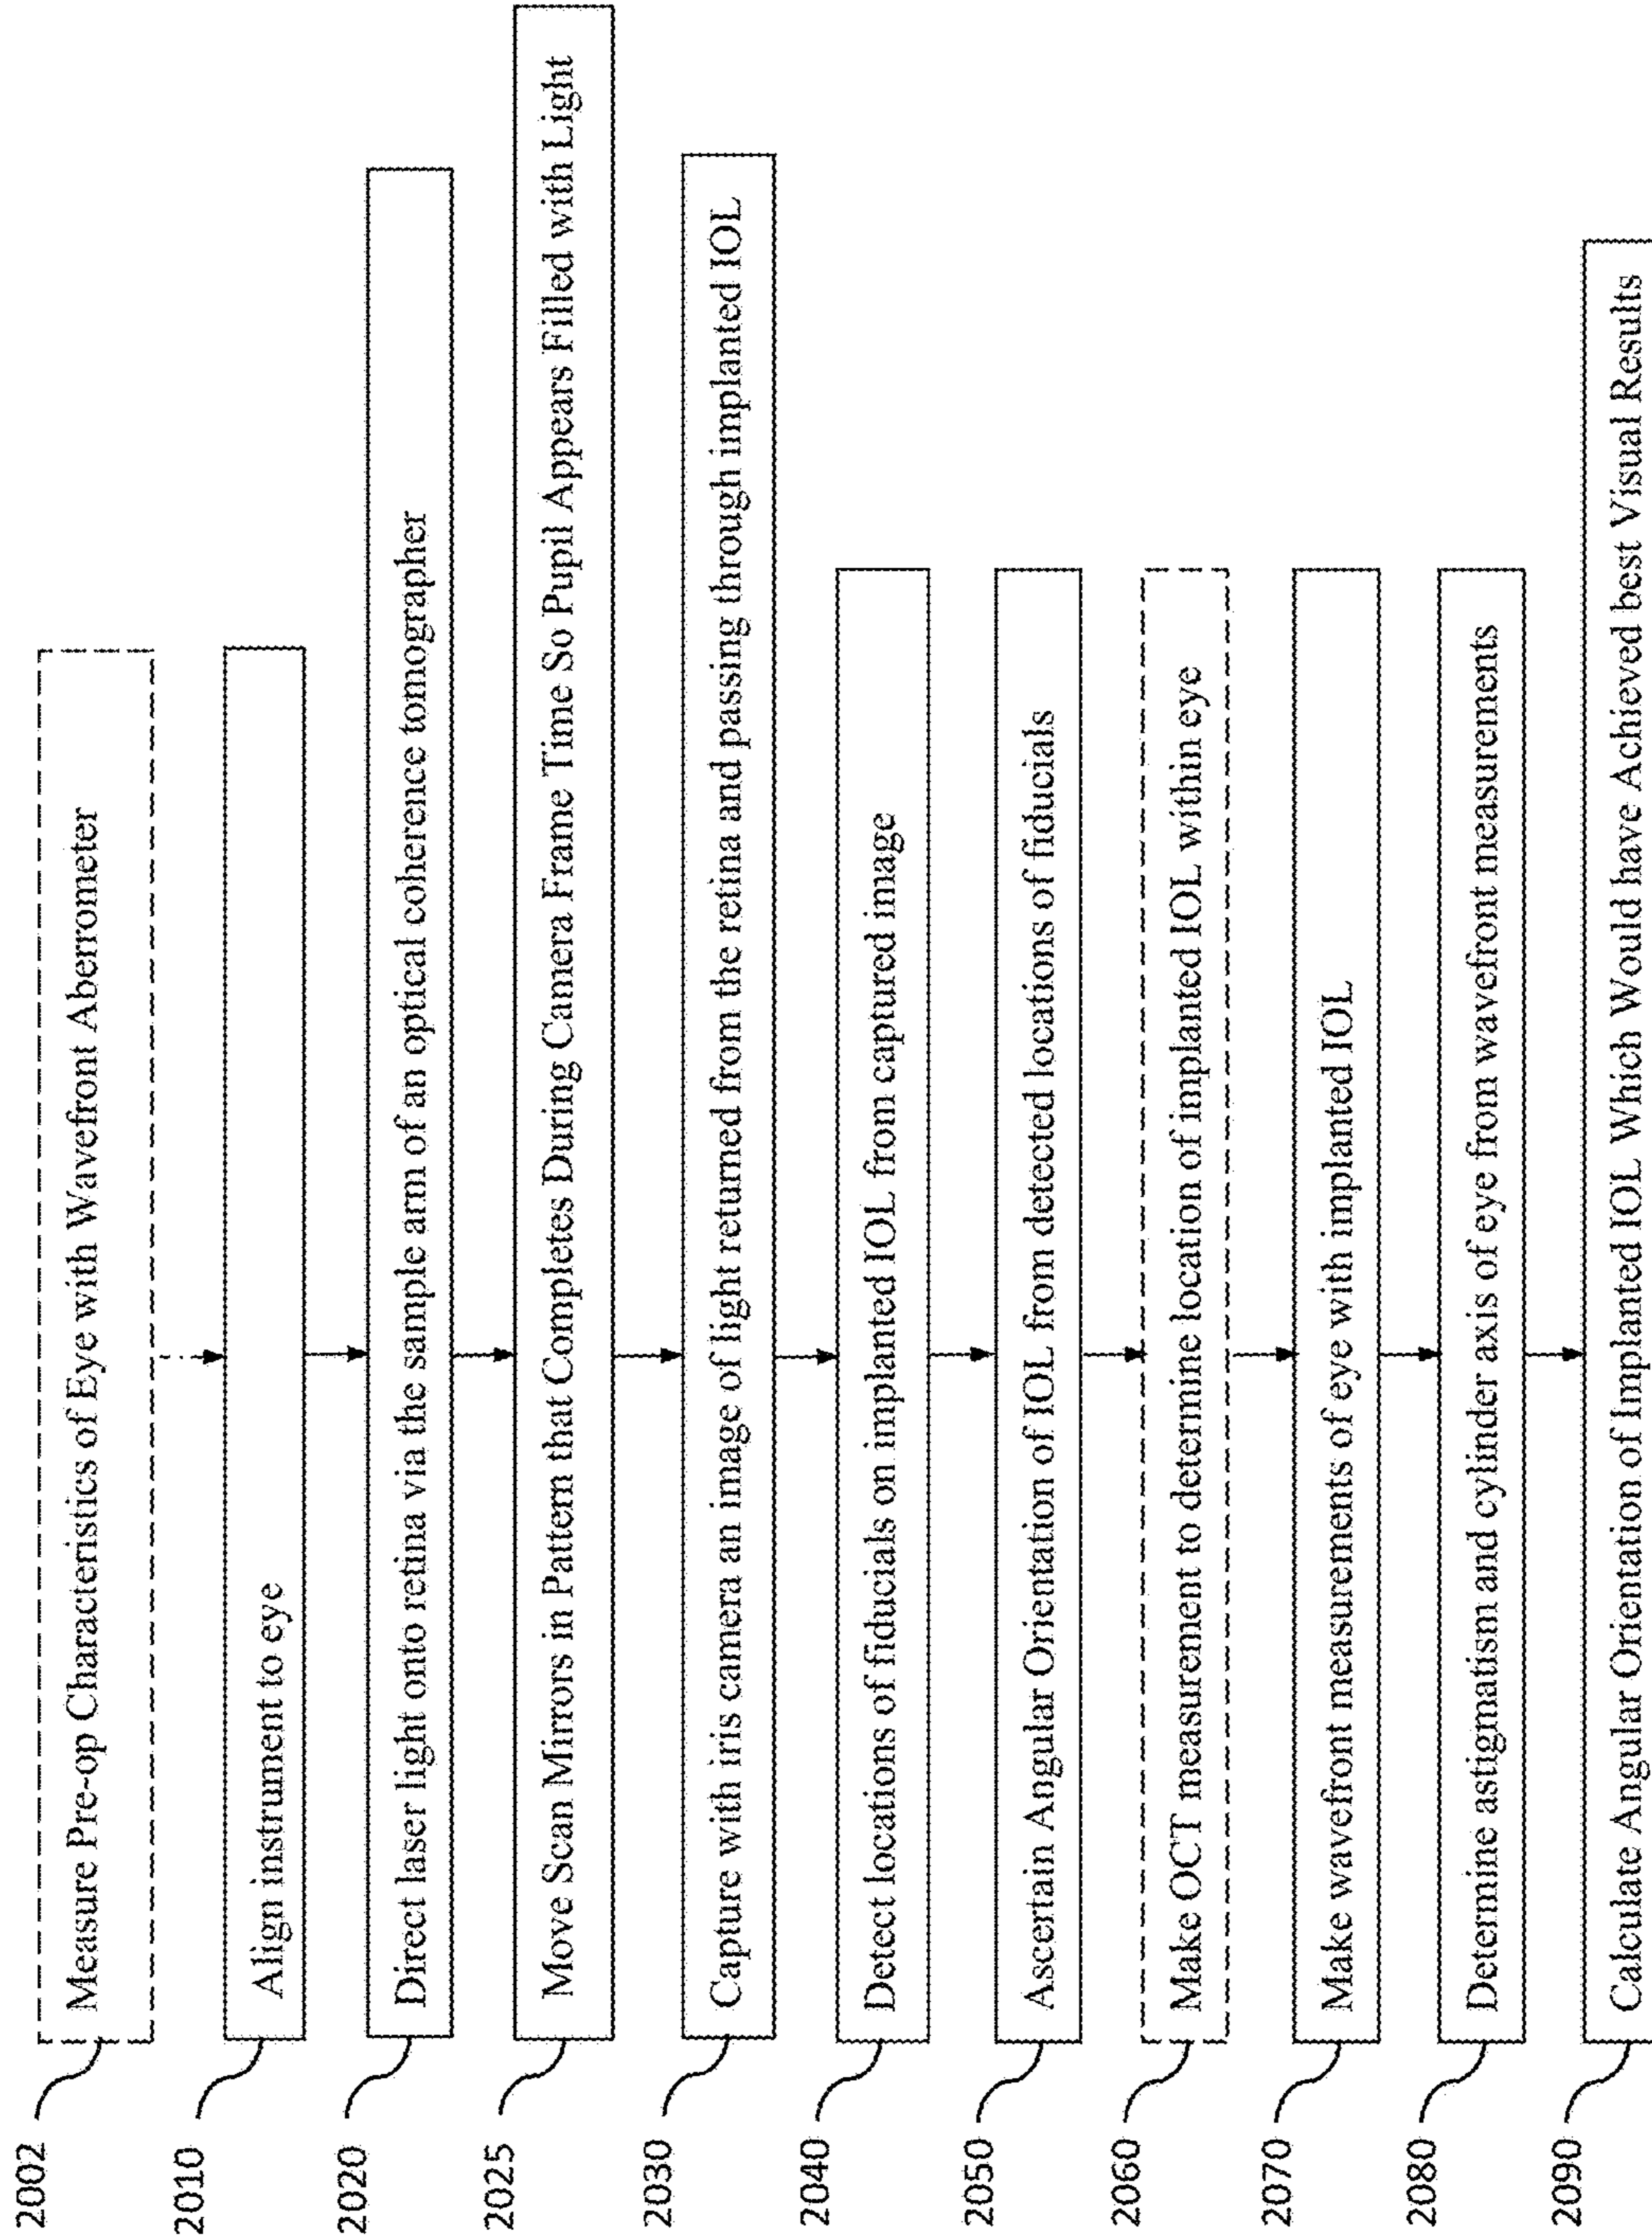 2002
Measure Pre-op Characteristics of Eye with Wavefront Aberrometer
2010
Align instrument to eye
2020
Direct laser light onto retina via the sample arm of an optical coherence tomographer
2025
Move Scan Mirrors in Pattern that Completes During Camera Frame Time So Pupil Appears Filled with Light
2030
Capture with iris camera an image of light returned from the retina and passing through implanted IOL
2040
Detect locations of fiducials on implanted IOL from captured image
2050
Ascertain Angular Orientation of IOL from detected locations of fiducials
2060
Make OCT measurement to determine location of implanted IOL within eye
2070
Make wavefront measurements of eye with implanted IOL
2080
Determine astigmatism and cylinder axis of eye from wavefront measurements
2090
Calculate Angular Orientation of Implanted IOL Which Would have Achieved best Visual Results